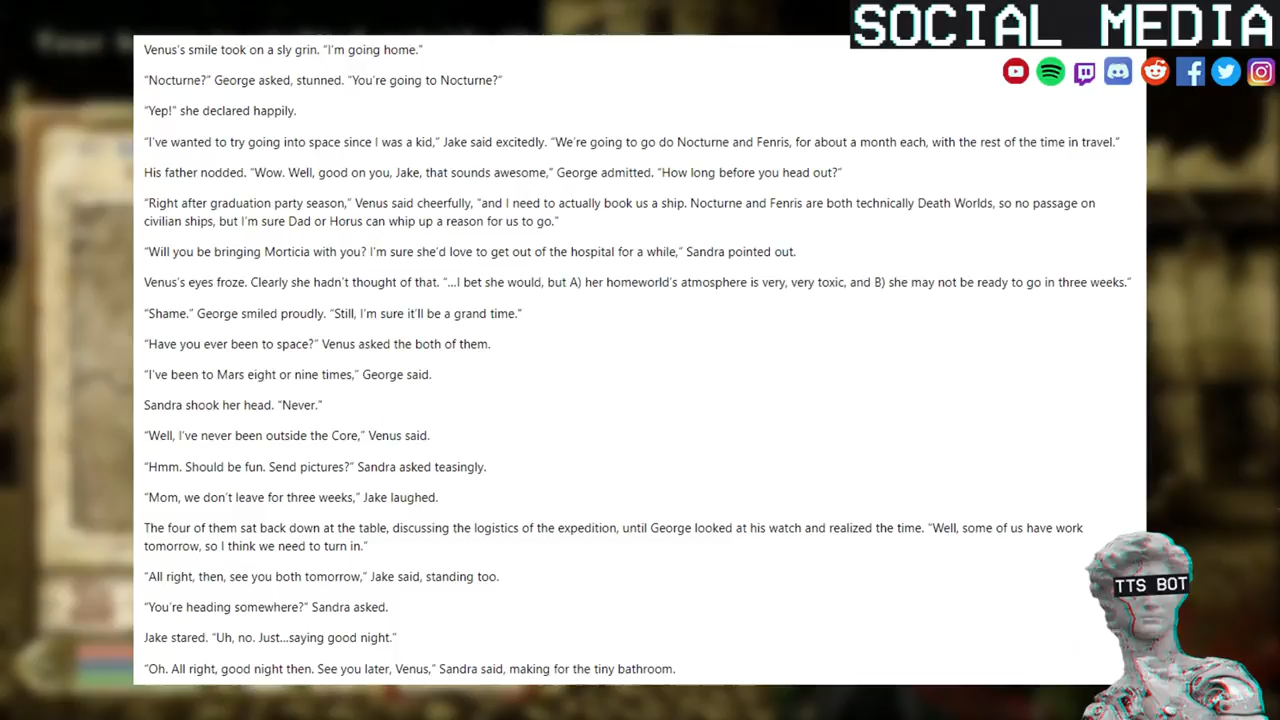 SOCIAL MEDIA
Venus’s smile took on a sly grin. “I’m going home.”
“Nocturne?” George asked, stunned. “You’re going to Nocturne?”
“Yep!” she declared happily.
“I’ve wanted to try going into space since I was a kid,” Jake said excitedly. “We’re going to go do Nocturne and Fenris, for about a month each, with the rest of the time in travel.”
His father nodded. “Wow. Well, good on you, Jake, that sounds awesome,” George admitted. “How long before you head out?”
“Right after graduation party season,” Venus said cheerfully, “and I need to actually book us a ship. Nocturne and Fenris are both technically Death Worlds, so no passage on
civilian ships, but I’m sure Dad or Horus can whip up a reason for us to go.”
“Will you be bringing Morticia with you? I’m sure she’d love to get out of the hospital for a while,” Sandra pointed out.
Venus’s eyes froze. Clearly she hadn’t thought of that. “…I bet she would, but A) her homeworld’s atmosphere is very, very toxic, and B) she may not be ready to go in three weeks.”
“Shame.” George smiled proudly. “Still, I’m sure it’ll be a grand time.”
“Have you ever been to space?” Venus asked the both of them.
“I’ve been to Mars eight or nine times,” George said.
Sandra shook her head. “Never.”
“Well, I’ve never been outside the Core,” Venus said.
“Hmm. Should be fun. Send pictures?” Sandra asked teasingly.
“Mom, we don’t leave for three weeks,” Jake laughed.
The four of them sat back down at the table, discussing the logistics of the expedition, until George looked at his watch and realized the time. “Well, some of us have work
tomorrow, so I think we need to turn in.”
“All right, then, see you both tomorrow,” Jake said, standing too.
“You’re heading somewhere?” Sandra asked.
Jake stared. “Uh, no. Just…saying good night.”
“Oh. All right, good night then. See you later, Venus,” Sandra said, making for the tiny bathroom.
TTS BOT